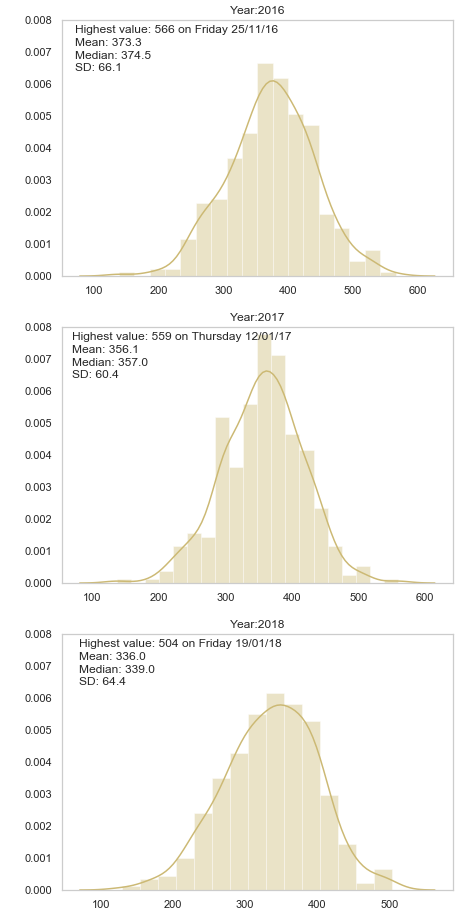 Year:2016
0.008
Highest value: 566 on Friday 25/11/16
Mean: 373.3
0.007
Median: 374.5
SD: 66.1
0.006
0.005
0.004
0.003
0.002
0.001
0.000
100 200 300 400 500 600
Year:2017
0.008
Highest value: 559 on Thursday 12/01/17
Mean: 356.1
0.007
Median: 357.0
SD: 60.4
0.006
0.005
0.004
0.003
0.002
0.001
0.000
100 200 300 400 500 600
Year:2018
0.008
Highest value: 504 on Friday 19/01/18
Mean: 336.0
0.007
Median: 339.0
SD: 64.4
0.006
0.005
0.004
0.003
0.002
0.001
0.000
100 200 300 400 500